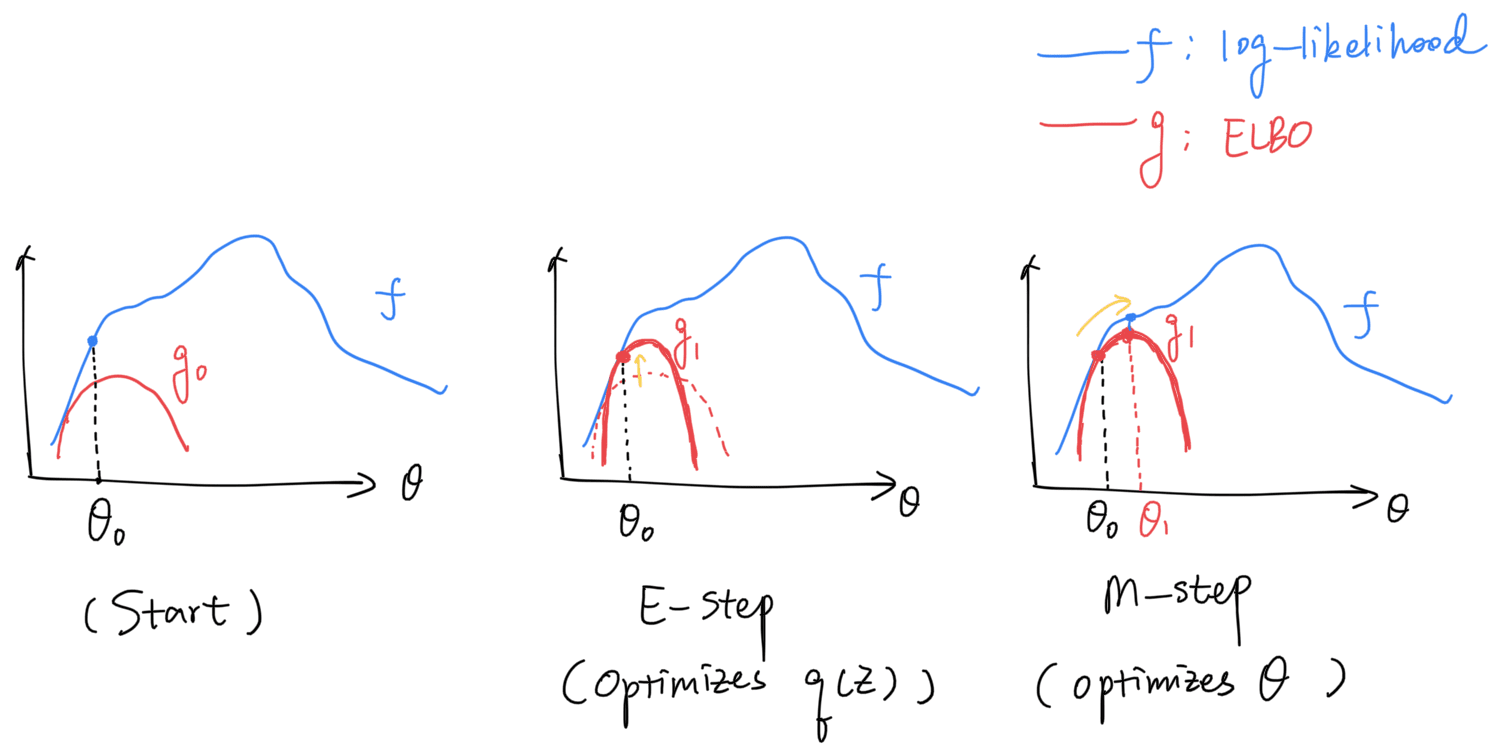 f : log-likelihood
g : ELBO
f
g₀
θ
θ₀
(Start)
f
g₁
θ
θ₀
E-step
(Optimizes q(z))
f
g₁
θ
θ₀ θ₁
M-step
(optimizes θ)